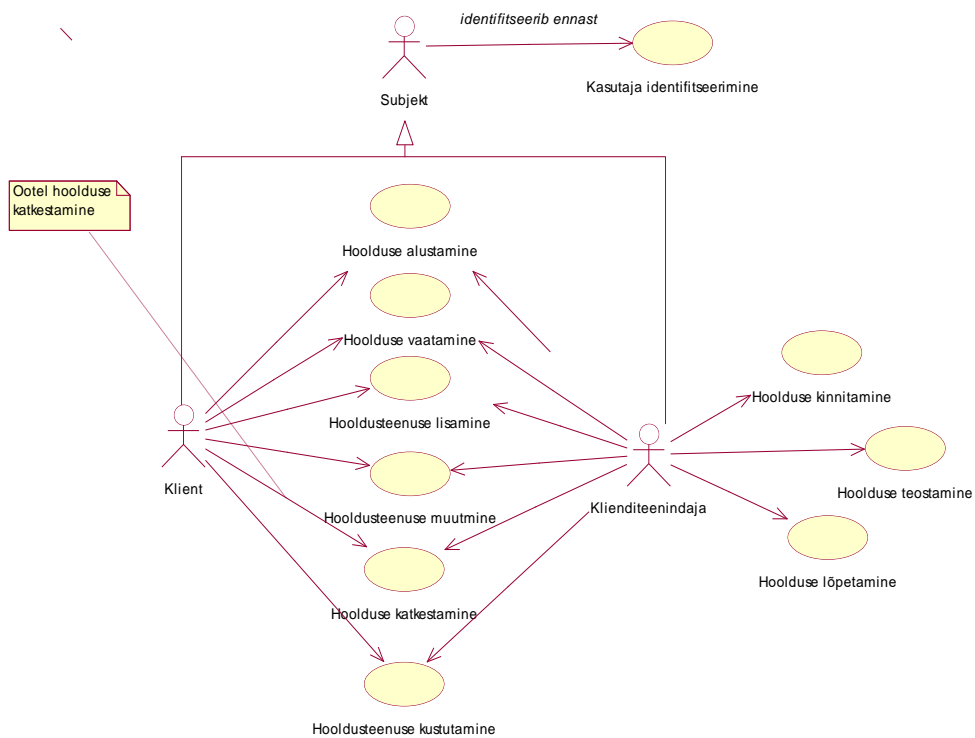 identifitseerib ennast
Kasutaja identifitseerimine
Subjekt
Ootel hoolduse
katkestamine
Hoolduse alustamine
Hoolduse vaatamine
Hoolduse kinnitamine
Hooldusteenuse lisamine
Klient
Hoolduse teostamine
Klienditeenindaja
Hooldusteenuse muutmine
Hoolduse lõpetamine
Hoolduse katkestamine
Hooldusteenuse kustutamine